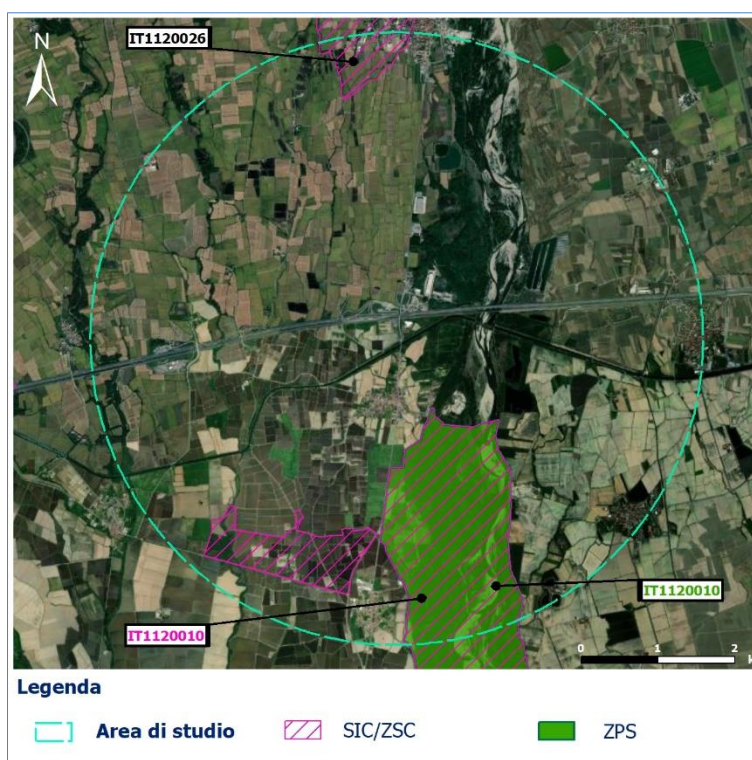 IT1120026
N
IT1120010
IT1120010
0 1 2
Legenda
Area di studio
SIC/ZSC
ZPS